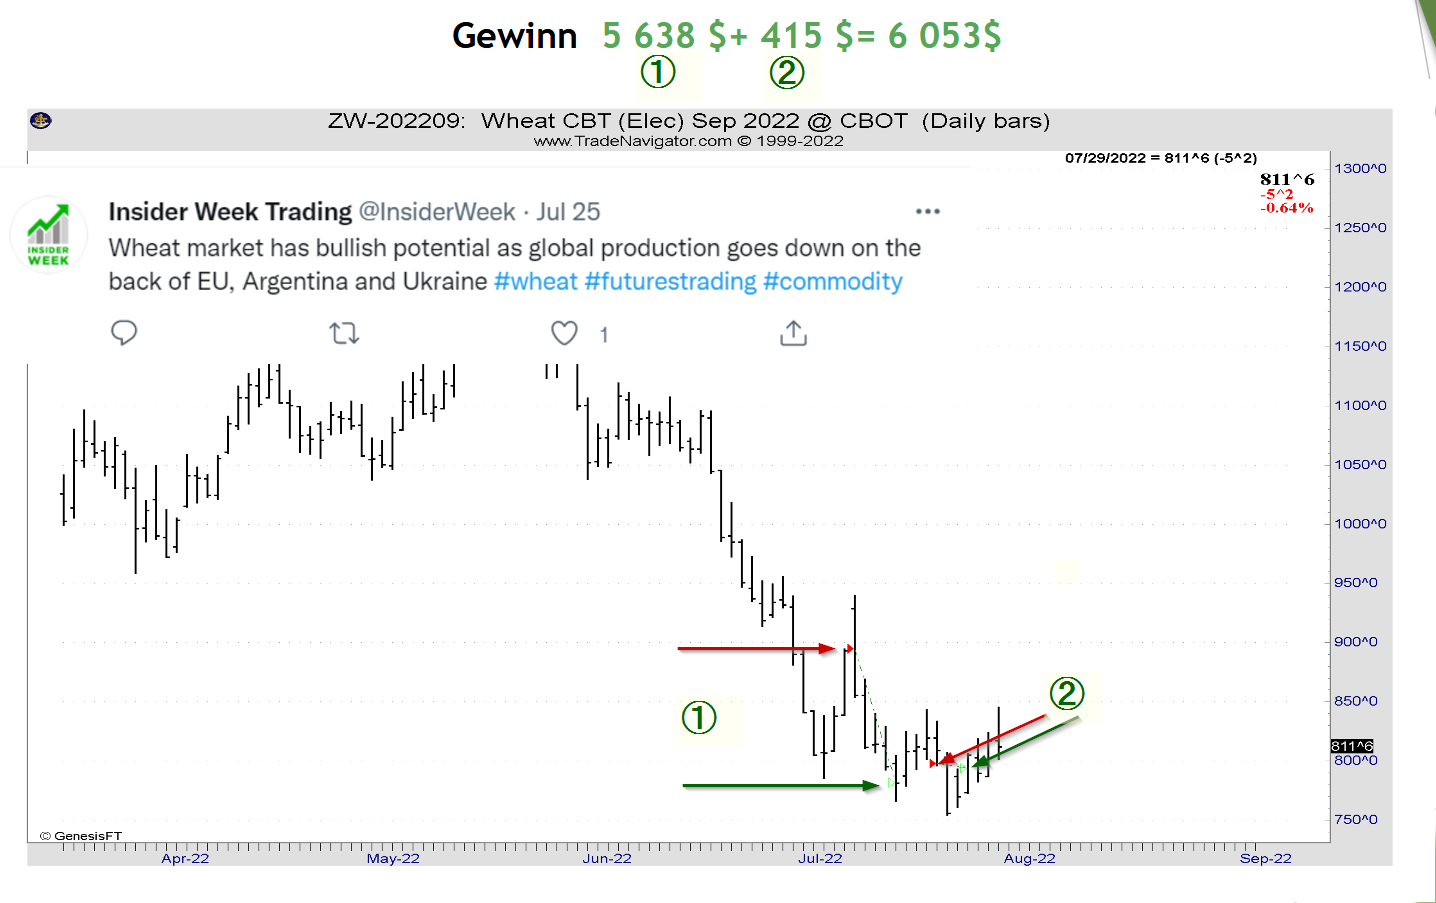 Gewinn 5 638 $+ 415 $= 6 053$
① ②
ZW-202209: Wheat CBT (Elec) Sep 2022 @ CBOT (Daily bars)
www.TradeNavigator.com © 1999-2022
07/29/2022 = 811^6 (-5^2)
811^6
-5^2
-0.64%
INSIDER
WEEK
Insider Week Trading @InsiderWeek · Jul 25
Wheat market has bullish potential as global production goes down on the
back of EU, Argentina and Ukraine #wheat #futurestrading #commodity
1
1300^0
1250^0
1200^0
1150^0
1100^0
1050^0
1000^0
950^0
900^0
850^0
811^6
800^0
750^0
②
①
© GenesisFT
Apr-22 May-22 Jun-22 Jul-22 Aug-22 Sep-22